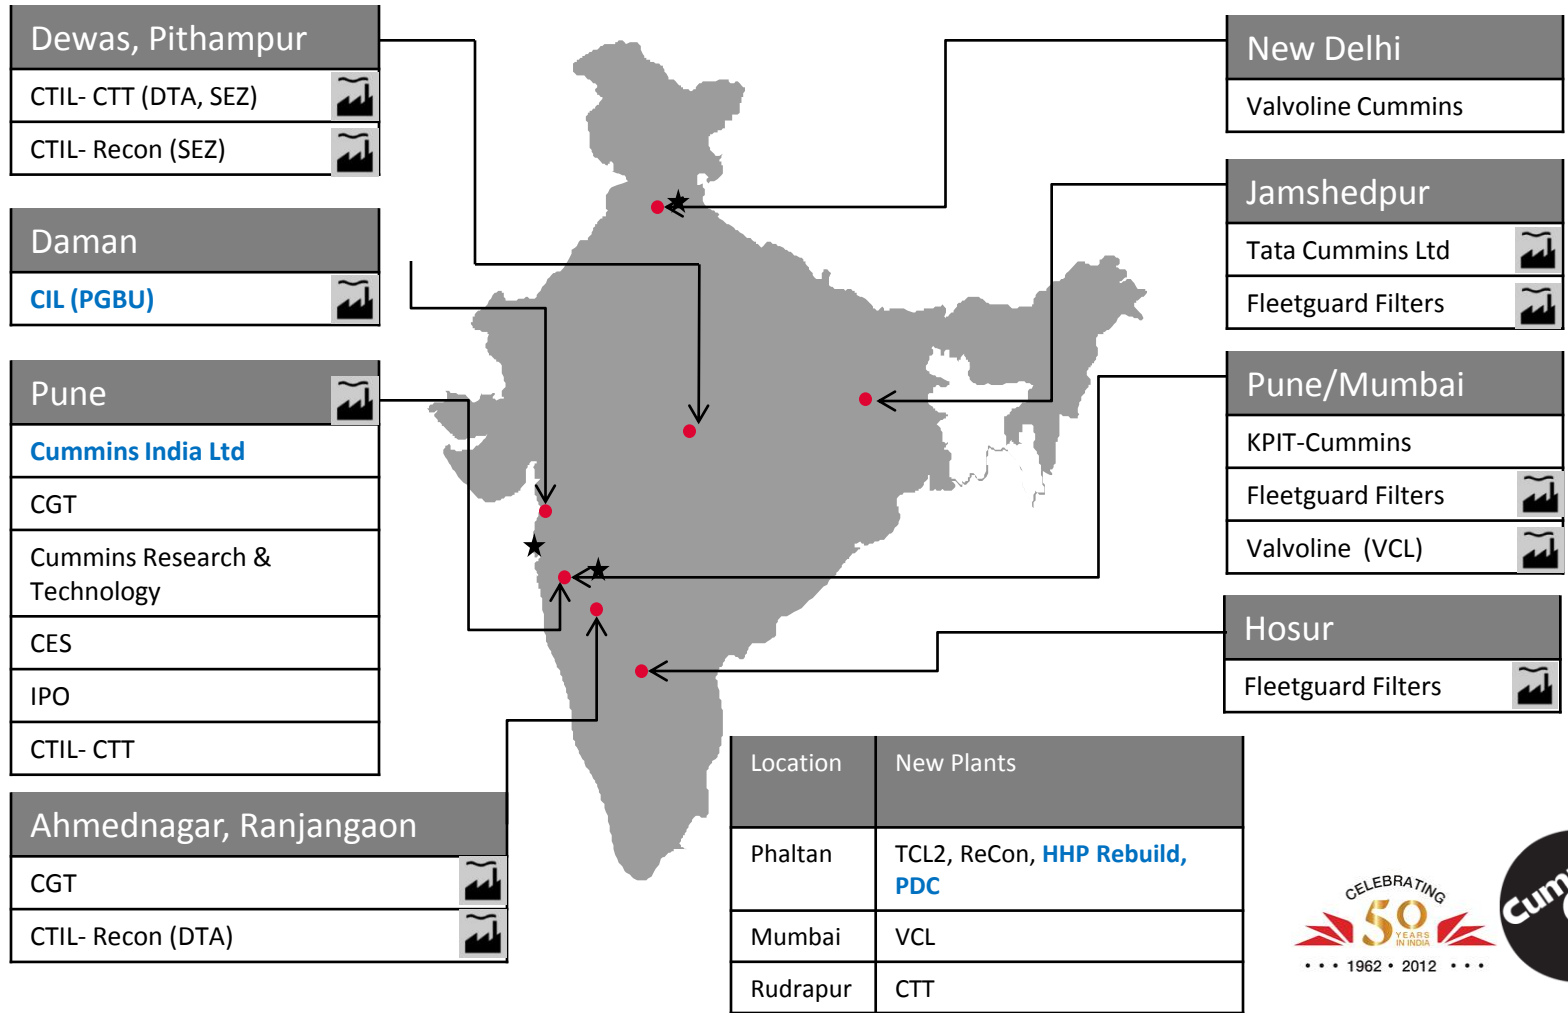 Dewas, Pithampur
CTIL- CTT (DTA, SEZ)
CTIL- Recon (SEZ)
Daman
CIL (PGBU)
Pune
Cummins India Ltd
CGT
Cummins Research &
Technology
CES
IPO
CTIL- CTT
Ahmednagar, Ranjangaon
CGT
CTIL- Recon (DTA)
New Delhi
Valvoline Cummins
Jamshedpur
Tata Cummins Ltd
Fleetguard Filters
Pune/Mumbai
KPIT-Cummins
Fleetguard Filters
Valvoline (VCL)
Hosur
Fleetguard Filters
Location New Plants
Phaltan TCL2, ReCon, HHP Rebuild,
PDC
Mumbai VCL
Rudrapur CTT
CELEBRATING
50
YEARS
IN INDIA
• • • 1962 • 2012 • • •